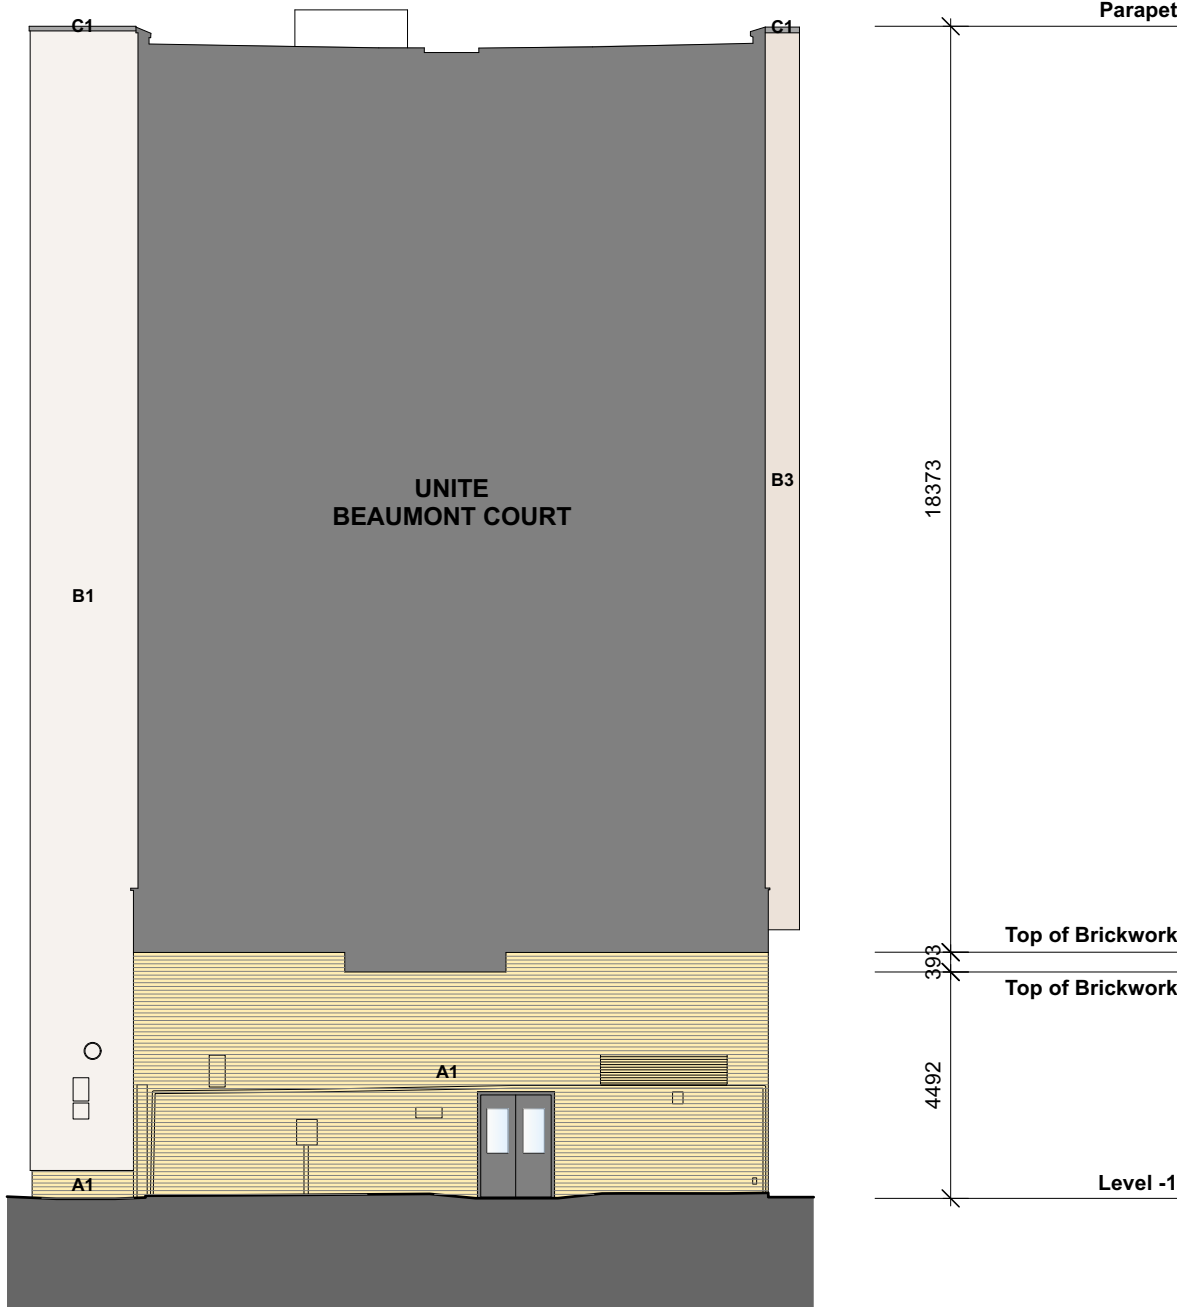 Parapet
C1
C1
18373
B3
UNITE
BEAUMONT COURT
B1
Top of Brickwork
393
Top of Brickwork
A1
4492
A1
Level -1